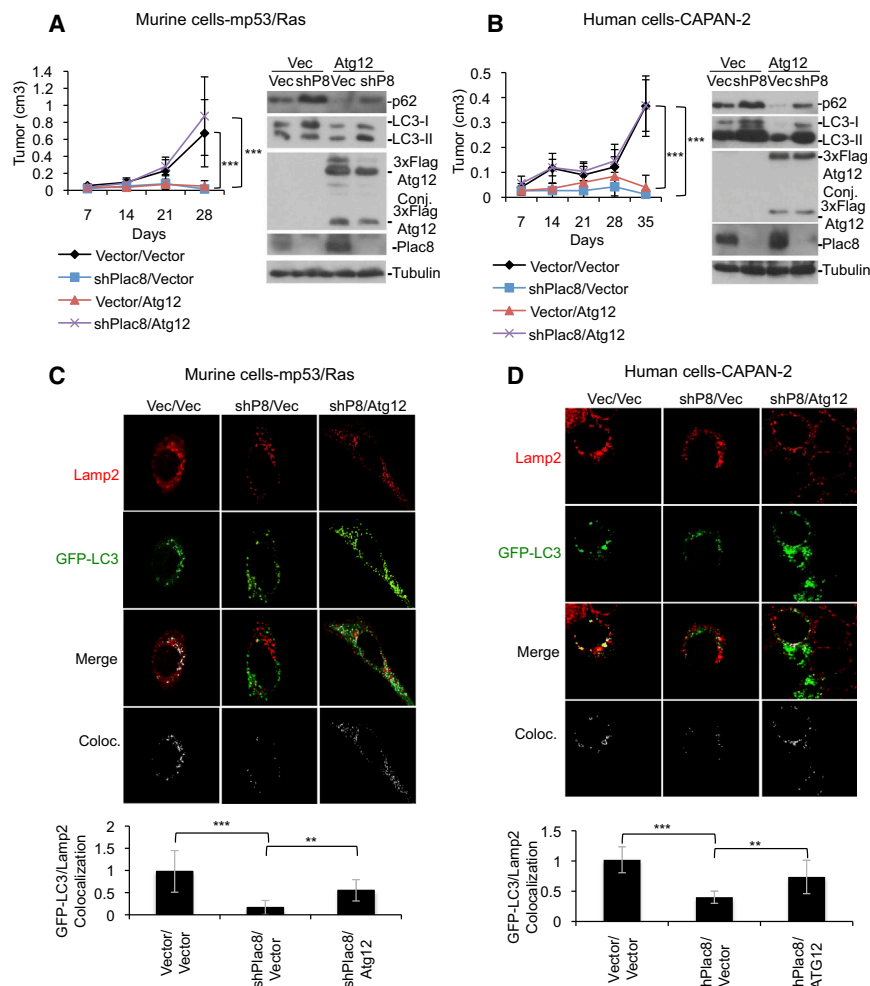 A Murine cells-mp53/Ras
Tumor (cm3)
1.4
1.2
1
0.8
0.6
0.4
0.2
0
7 14 21 28
Days
***
***
Vector/Vector
shPlac8/Vector
Vector/Atg12
shPlac8/Atg12
Vec Atg12
Vec shP8 Vec shP8
p62
LC3-I
LC3-II
3xFlag
Atg12
Conj.
3xFlag
Atg12
-Plac8
-Tubulin
B Human cells-CAPAN-2
Tumor (cm3)
0.5
0.4
0.3
0.2
0.1
0
7 14 21 28 35
Days
***
***
Vector/Vector
shPlac8/Vector
Vector/Atg12
shPlac8/Atg12
Vec Atg12
Vec shP8 Vec shP8
-p62
LC3-I
LC3-II
-3xFlag
Atg12
Conj.
-3xFlag
Atg12
-Plac8
-Tubulin
C Murine cells-mp53/Ras
Vec/Vec shP8/Vec shP8/Atg12
Lamp2
GFP-LC3
Merge
Coloc.
GFP-LC3/Lamp2
Colocalization
2
1.5
1
0.5
0
***
**
Vector/
Vector
shPlac8/
Vector
shPlac8/
Atg12
D Human cells-CAPAN-2
Vec/Vec shP8/Vec shP8/Atg12
Lamp2
GFP-LC3
Merge
Coloc.
GFP-LC3/Lamp2
Colocalization
1.5
1
0.5
0
***
**
Vector/
Vector
hPlac8/
Vector
hPlac8/
ATG12